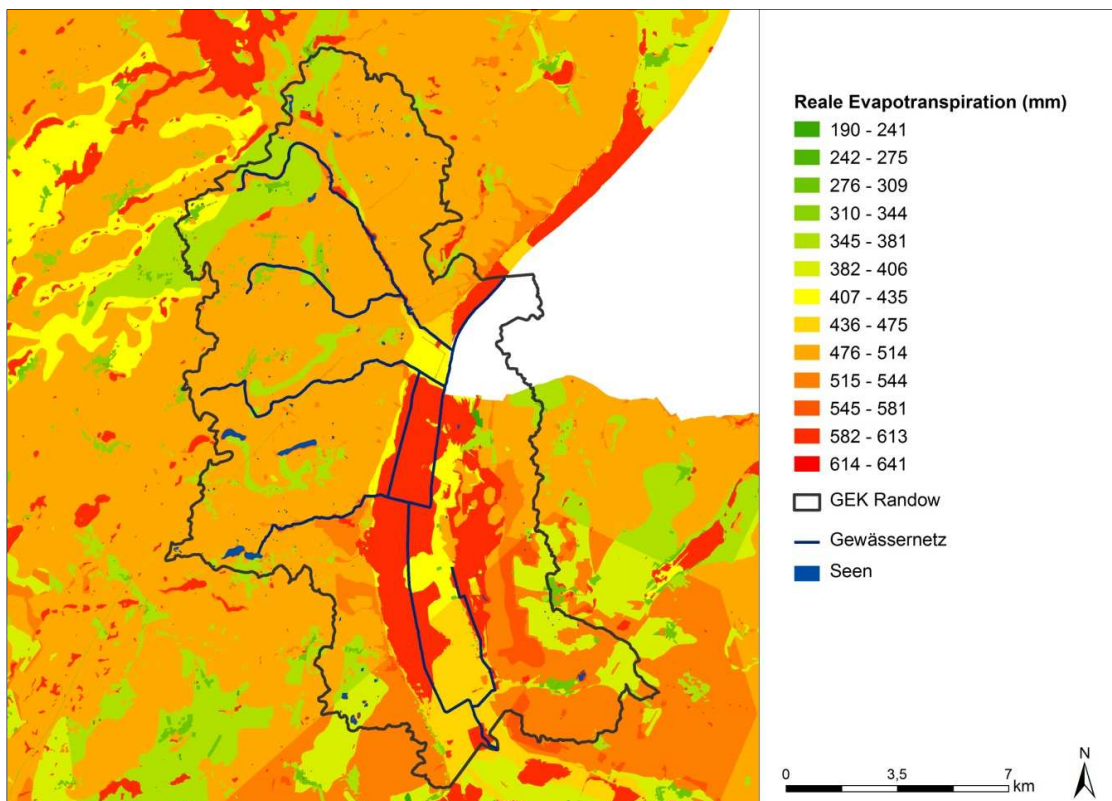 Reale Evapotranspiration (mm)
190 - 241
242 - 275
276 - 309
310 - 344
345 - 381
382 - 406
407 - 435
436 - 475
476 - 514
515 - 544
545 - 581
582 - 613
614 - 641
GEK Randow
Gewässernetz
Seen
0 3,5 7
km
N